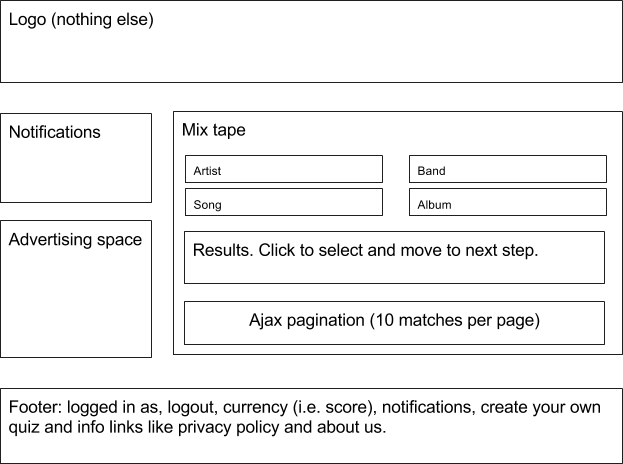 Logo (nothing else)
Notifications
Advertising space
Mix tape
Artist
Band
Song
Album
Results. Click to select and move to next step.
Ajax pagination (10 matches per page)
Footer: logged in as, logout, currency (i.e. score), notifications, create your own
quiz and info links like privacy policy and about us.